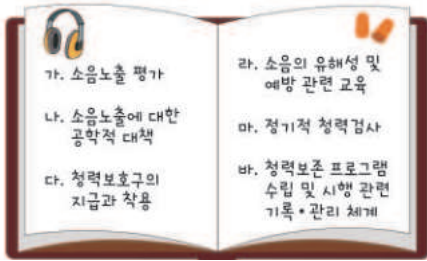 가. 소음노출 평가
나. 소음노출에 대한
공학적 대책
다. 청력보호구의
지급과 착용
라. 소음의 유해성 및
예방 관련 교육
마. 정기적 청력검사
바. 청력보존 프로그램
수립 및 시행 관련
기록•관리 체계